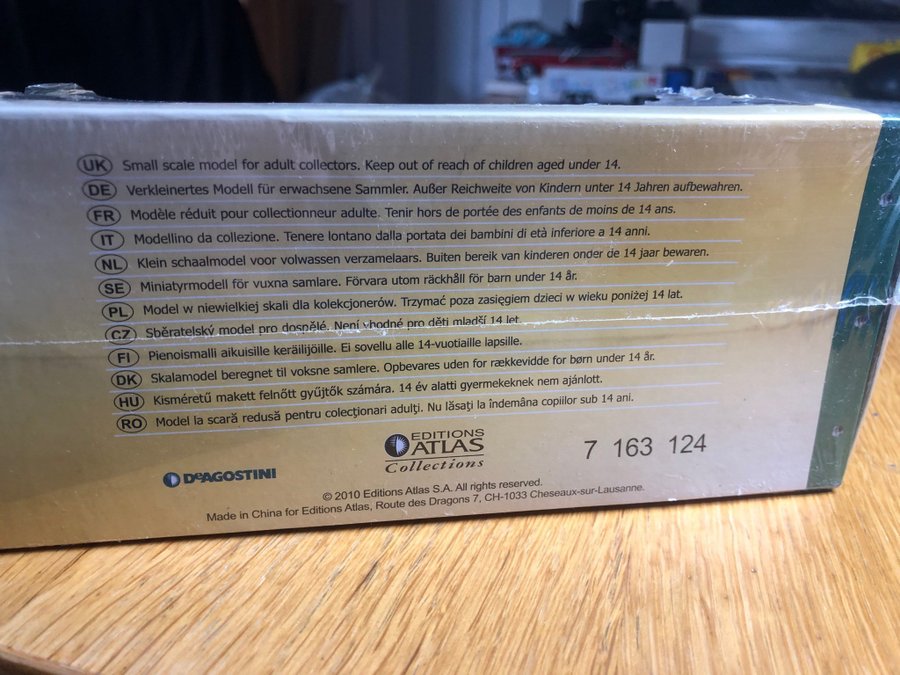 UK Small scale model for adult collectors. Keep out of reach of children aged under 14.
DE Verkleinertes Modell für erwachsene Sammler. Außer Reichweite von Kindern unter 14 Jahren aufbewahren.
FR Modèle réduit pour collectionneur adulte. Tenir hors de portée des enfants de moins de 14 ans.
IT Modellino da collezione. Tenere lontano dalla portata dei bambini di età inferiore a 14 anni.
NL Klein schaalmodel voor volwassen verzamelaars. Buiten bereik van kinderen onder de 14 jaar bewaren.
SE Miniatyrmodell för vuxna samlare. Förvara utom räckhåll för barn under 14 år.
PL Model w niewielkiej skali dla kolekcjonerów. Trzymać poza zasięgiem dzieci w wieku poniżej 14 lat.
CZ Sběratelský model pro dospělé. Není vhodné pro děti mladší 14 let.
FI Pienoismalli aikuisille keräilijöille. Ei sovellu alle 14-vuotiaille lapsille.
DK Skalamodel beregnet til voksne samlere. Opbevares uden for rækkevidde for børn under 14 år.
HU Kisméretű makett felnőtt gyűjtők számára. 14 év alatti gyermekeknek nem ajánlott.
RO Model la scară redusă pentru colecționari adulți. Nu lăsați la îndemâna copiilor sub 14 ani.
DeAGOSTINI
EDITIONS
ATLAS
Collections
7 163 124
© 2010 Editions Atlas S.A. All rights reserved.
Made in China for Editions Atlas, Route des Dragons 7, CH-1033 Cheseaux-sur-Lausanne.